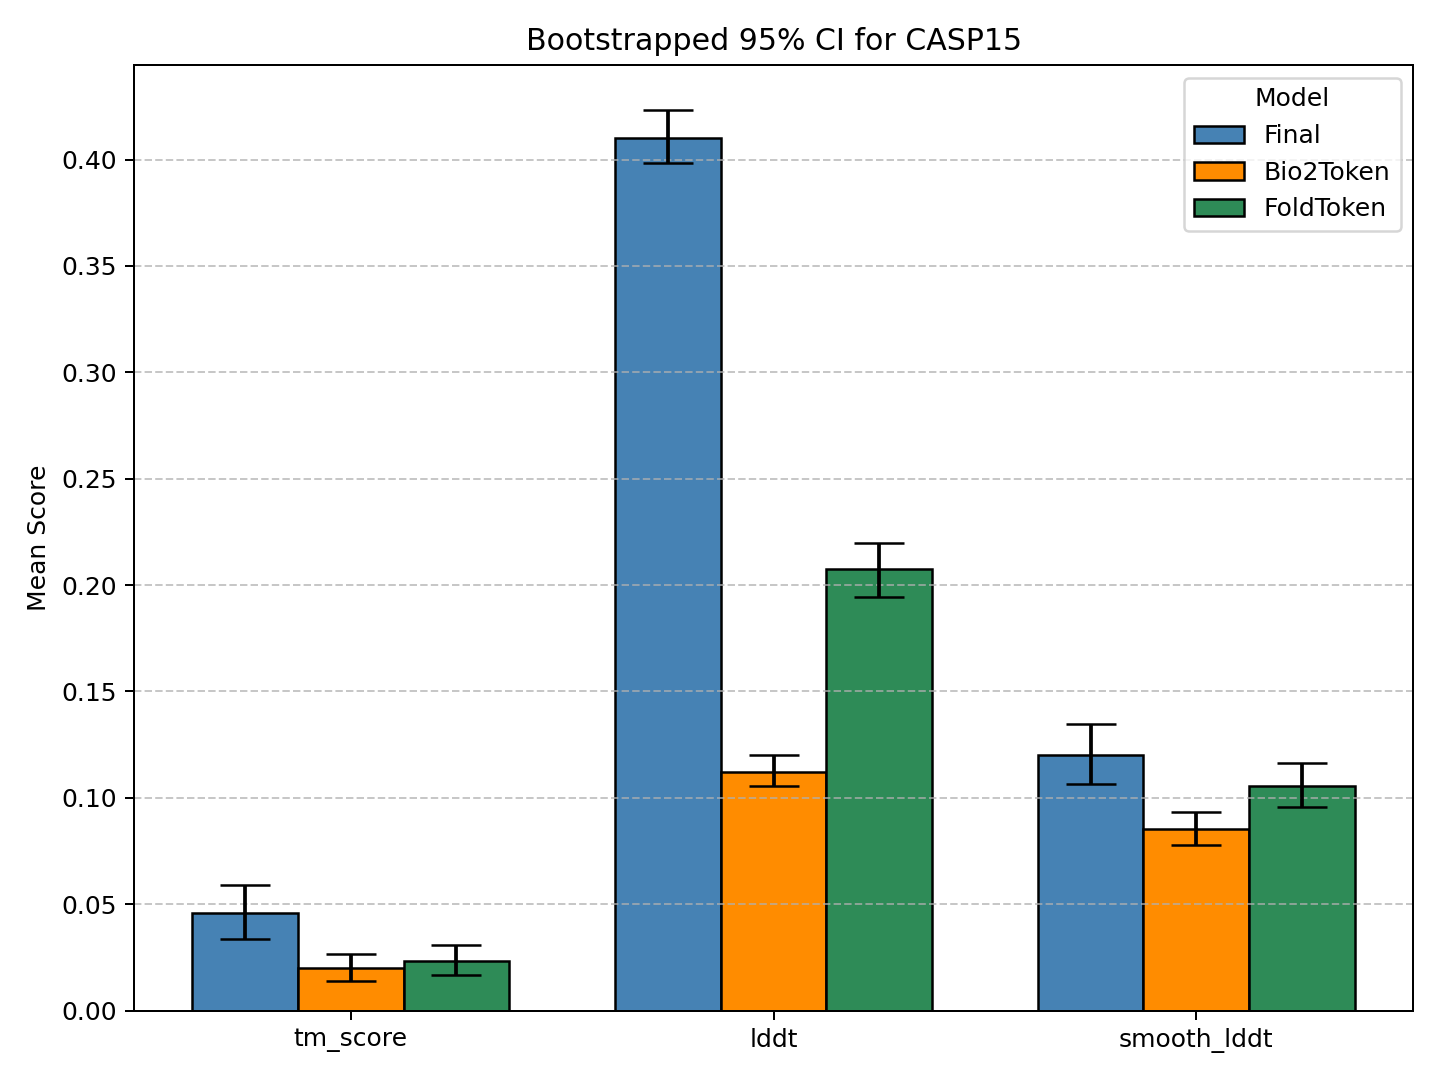 Bootstrapped 95% CI for CASP15
Model
Final
Bio2Token
FoldToken
Mean Score
0.40
0.35
0.30
0.25
0.20
0.15
0.10
0.05
0.00
tm_score
lddt
smooth_lddt